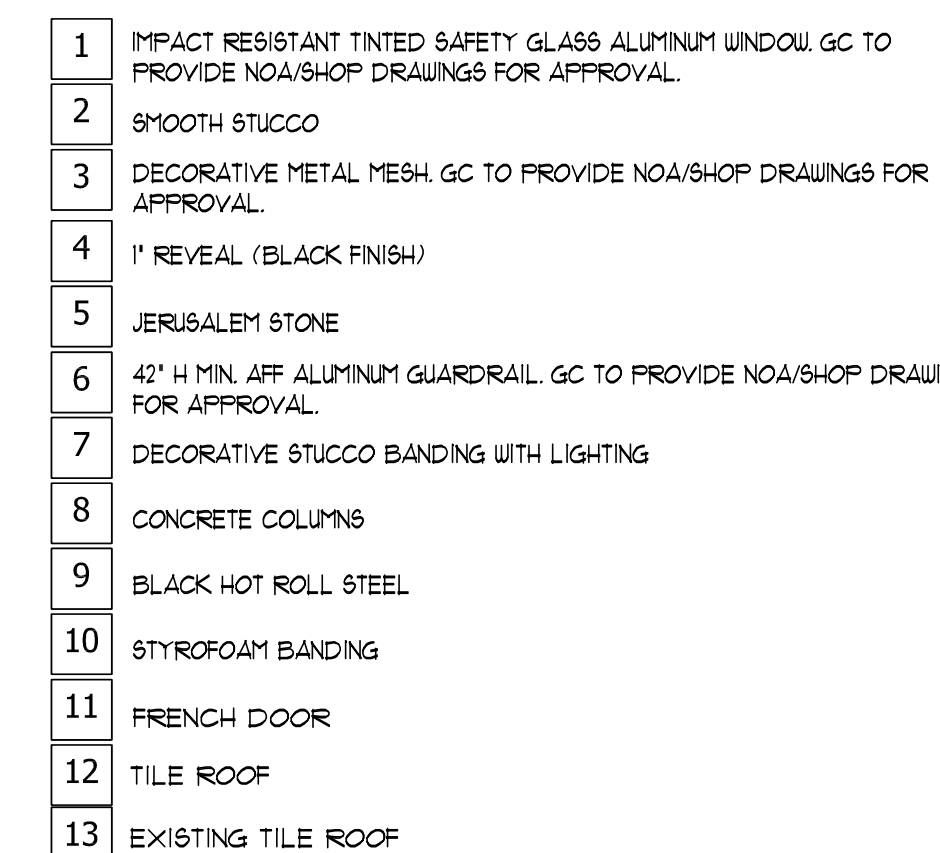 1 IMPACT RESISTANT TINTED SAFETY GLASS ALUMINUM WINDOW. GC TO
PROVIDE NOA/SHOP DRAWINGS FOR APPROVAL.
2 SMOOTH STUCCO
3 DECORATIVE METAL MESH. GC TO PROVIDE NOA/SHOP DRAWINGS FOR
APPROVAL.
4 1" REVEAL (BLACK FINISH)
5 JERUSALEM STONE
6 42" H MIN. AFF ALUMINUM GUARDRAIL. GC TO PROVIDE NOA/SHOP DRAWI
FOR APPROVAL.
7 DECORATIVE STUCCO BANDING WITH LIGHTING
8 CONCRETE COLUMNS
9 BLACK HOT ROLL STEEL
10 STYROFOAM BANDING
11 FRENCH DOOR
12 TILE ROOF
13 EXISTING TILE ROOF